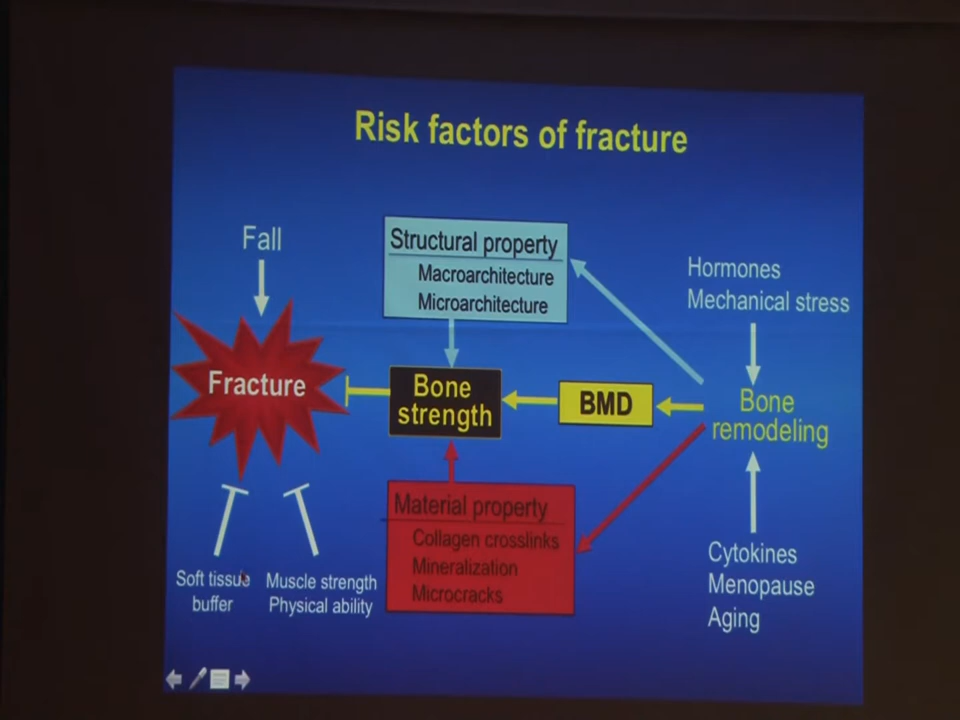 Risk factors of fracture
Fall
Structural property
Macroarchitecture
Microarchitecture
Hormones
Mechanical stress
Fracture
Bone
strength
BMD
Bone
remodeling
Material property
Collagen crosslinks
Mineralization
Microcracks
Soft tissue
buffer
Muscle strength
Physical ability
Cytokines
Menopause
Aging